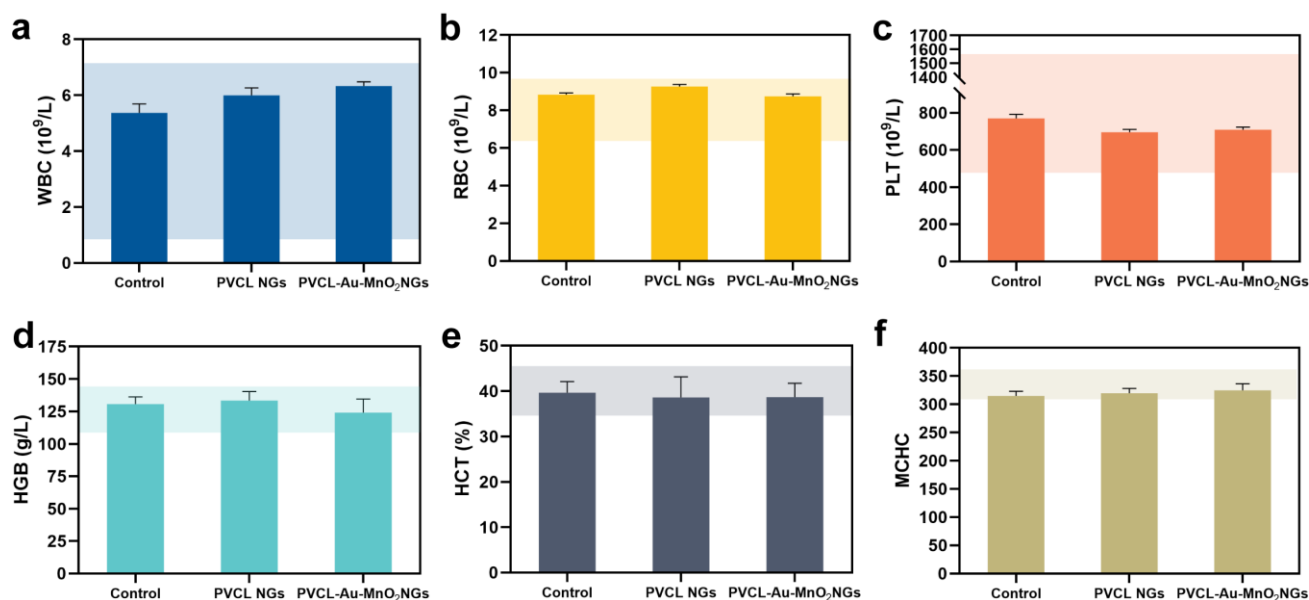 a
WBC (10⁹/L)
8
6
4
2
0
Control PVCL NGs PVCL-Au-MnO₂NGs
b
RBC (10⁹/L)
12
10
8
6
4
2
0
Control PVCL NGs PVCL-Au-MnO₂NGs
c
PLT (10⁹/L)
1700
1600
1500
1400
800
600
400
200
0
Control PVCL NGs PVCL-Au-MnO₂NGs
d
HGB (g/L)
175
150
125
100
75
50
25
0
Control PVCL NGs PVCL-Au-MnO₂NGs
e
HCT (%)
50
40
30
20
10
0
Control PVCL NGs PVCL-Au-MnO₂NGs
f
MCHC
400
350
300
250
200
150
100
50
0
Control PVCL NGs PVCL-Au-MnO₂NGs